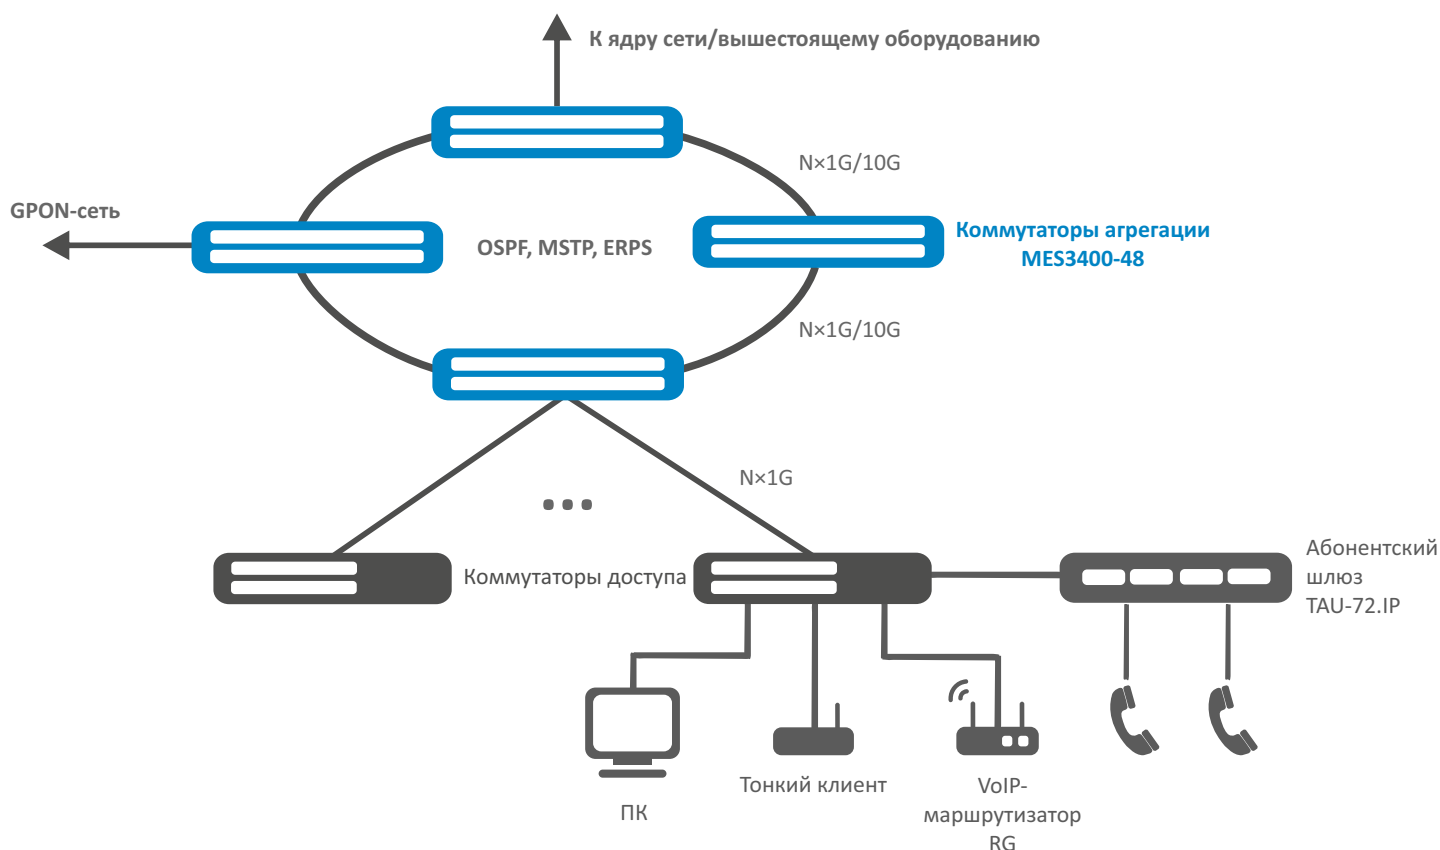 К ядру сети/вышестоящему оборудованию
N×1G/10G
GPON-сеть
OSPF, MSTP, ERPS
Коммутаторы агрегации
MES3400-48
N×1G/10G
N×1G
Коммутаторы доступа
Абонентский
шлюз
TAU-72.IP
ПК
Тонкий клиент
VoIP-
маршрутизатор
RG